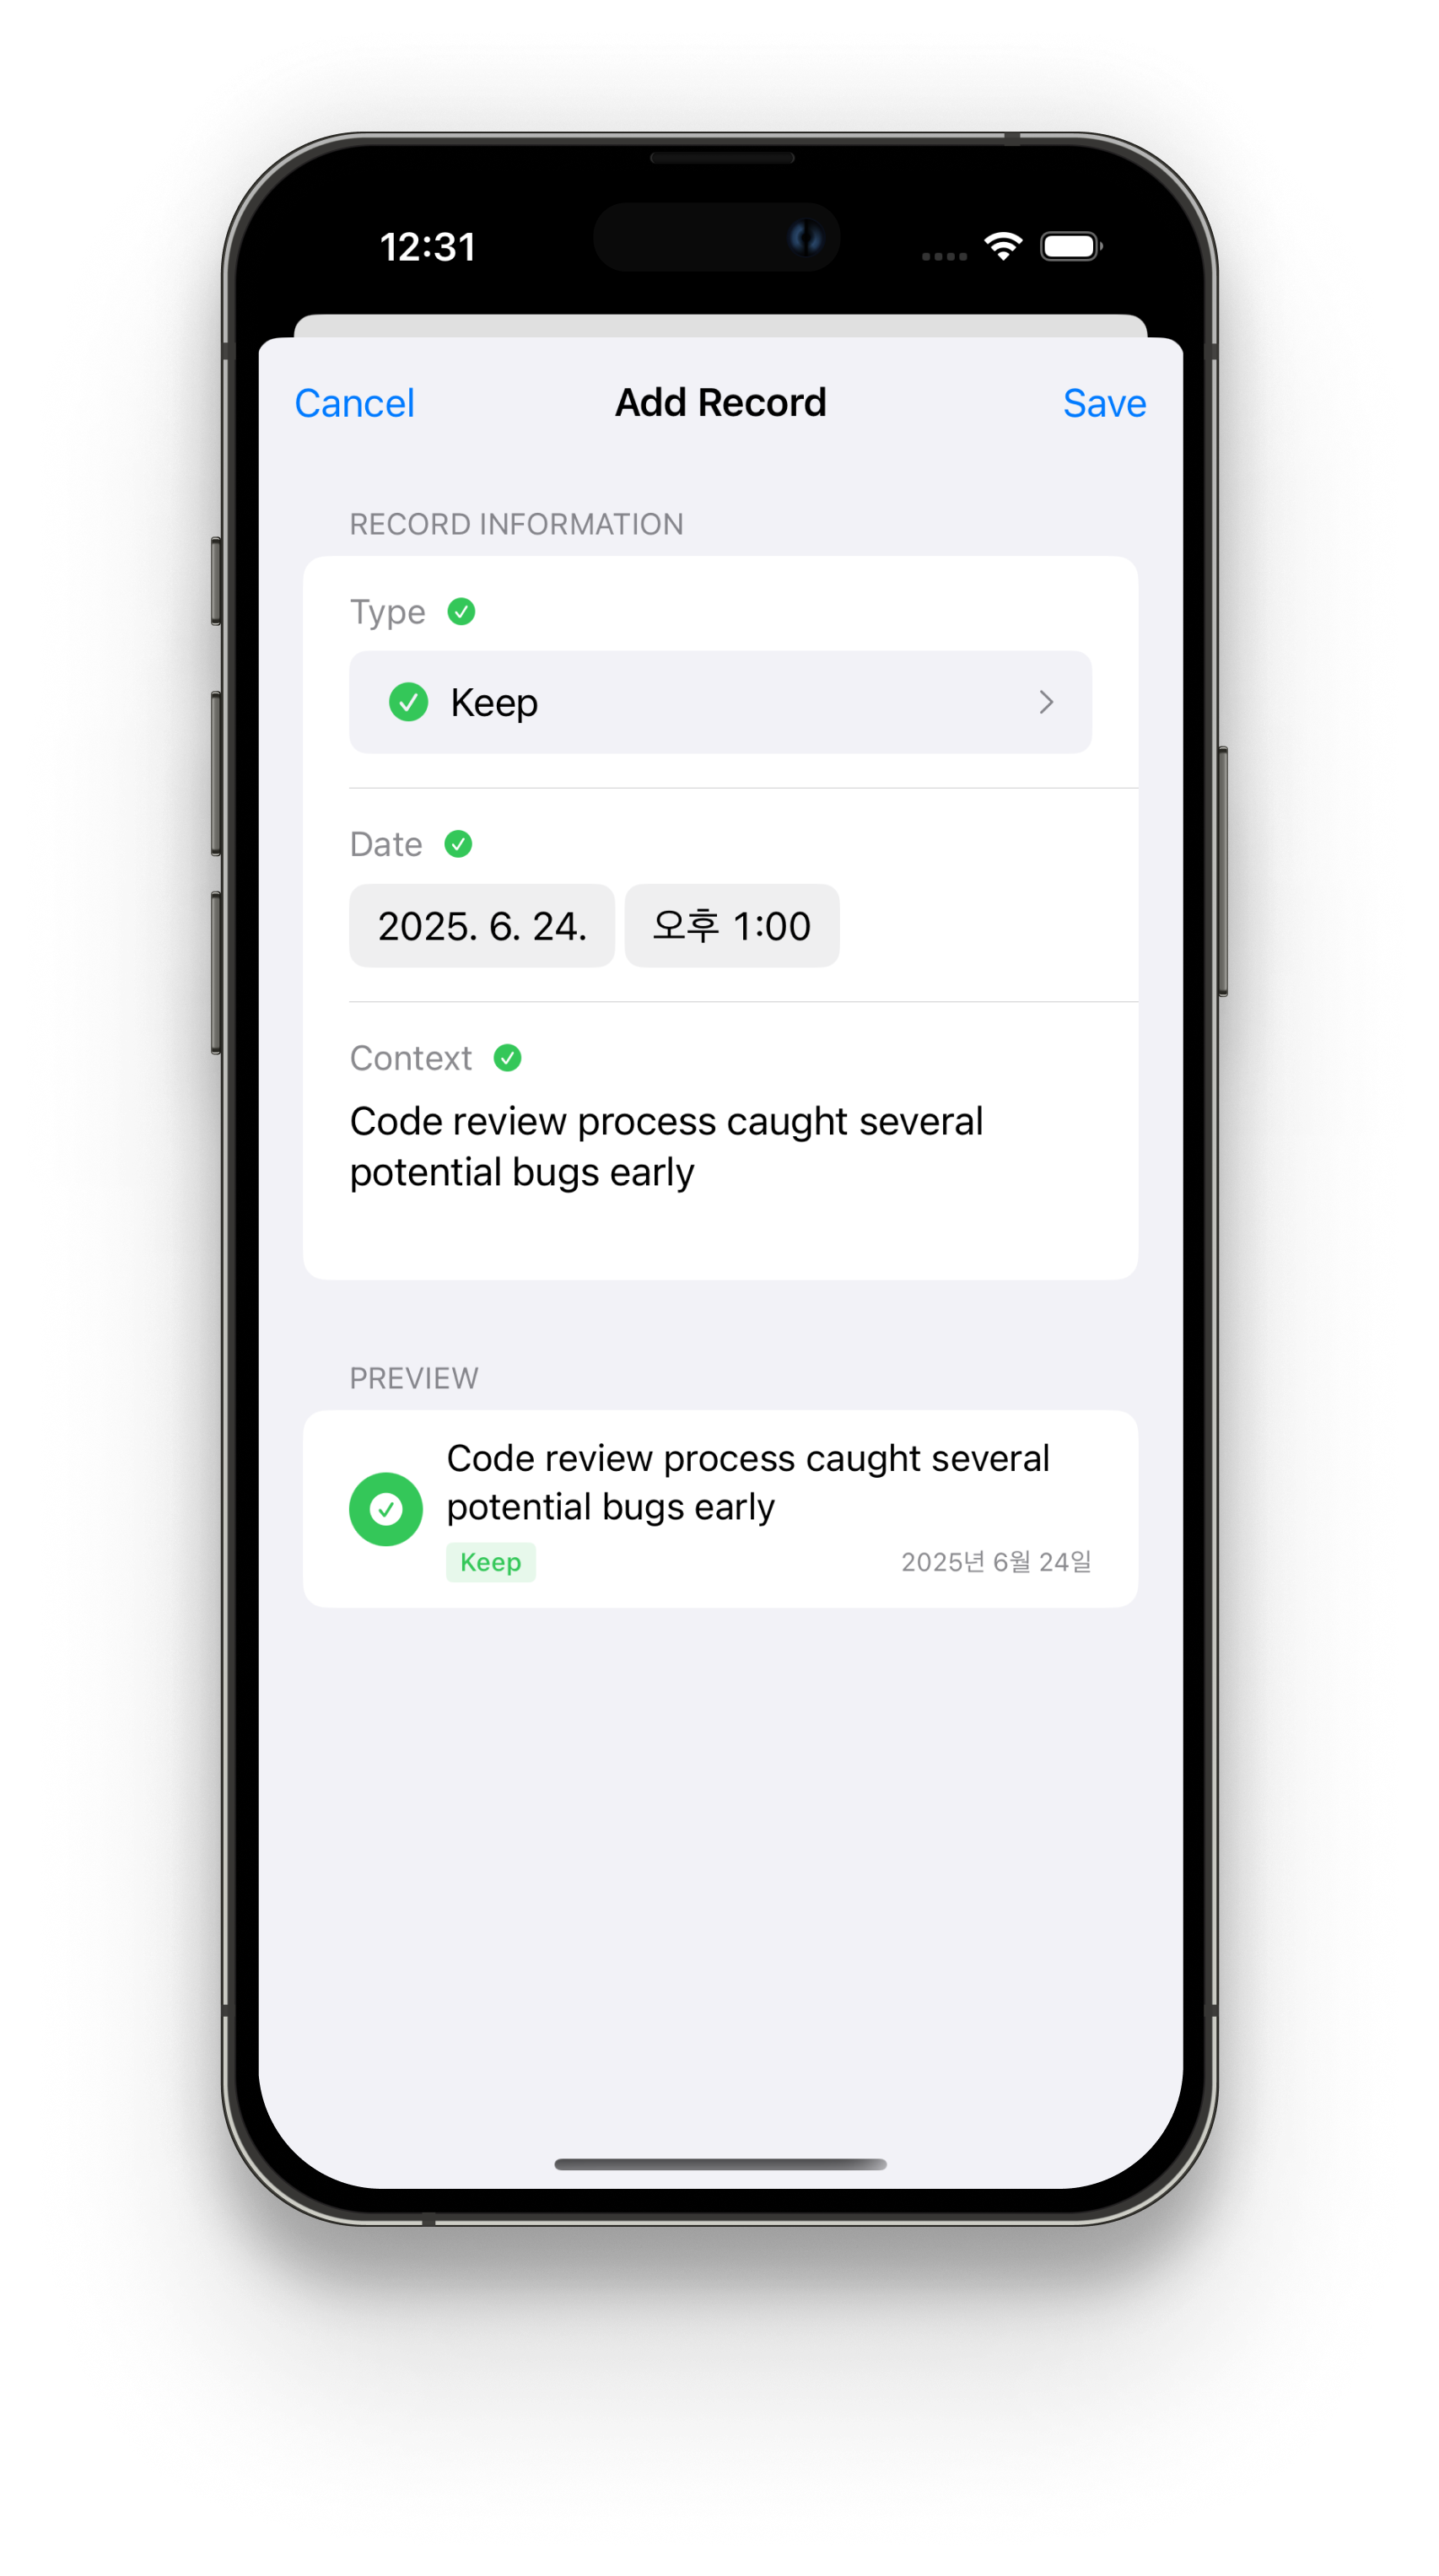 12:31
Cancel
Add Record
Save
RECORD INFORMATION
Type
Keep
Date
2025. 6. 24.
오후 1:00
Context
Code review process caught several
potential bugs early
PREVIEW
Code review process caught several
potential bugs early
Keep
2025년 6월 24일